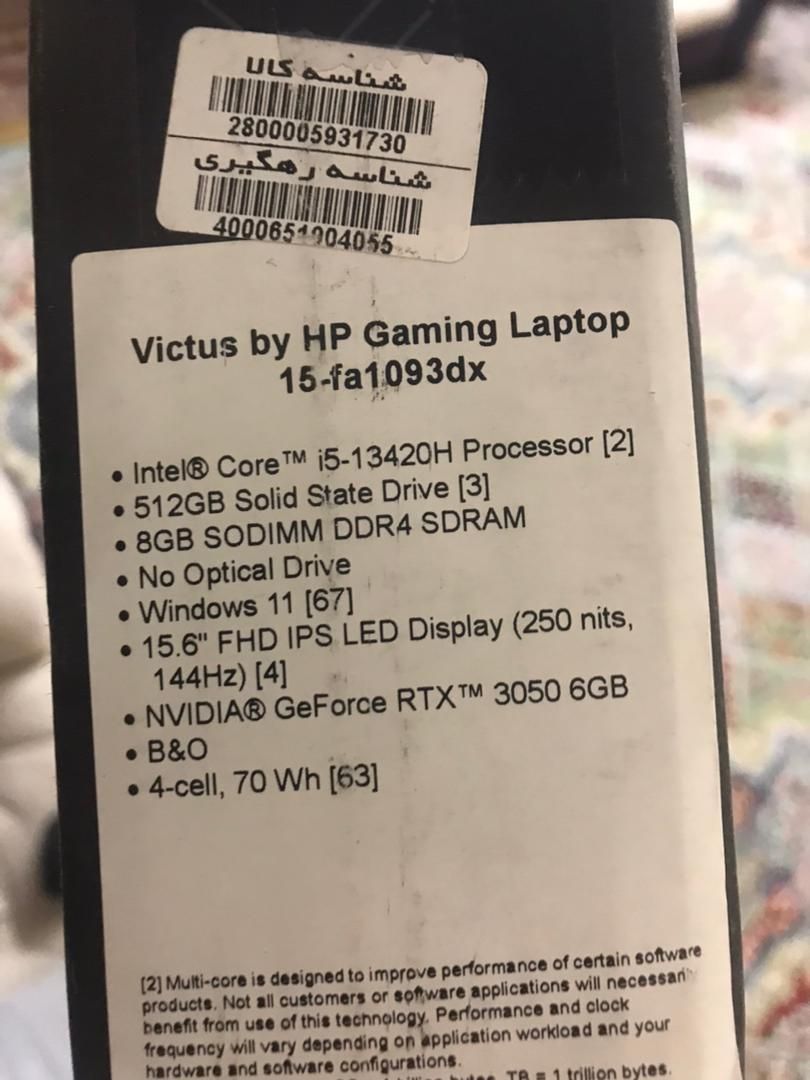 شناسه کالا
2800005931730
شناسه رهگیری
4000651904055
Victus by HP Gaming Laptop
15-fa1093dx
• Intel® Core™ i5-13420H Processor [2]
• 512GB Solid State Drive [3]
• 8GB SODIMM DDR4 SDRAM
• No Optical Drive
• Windows 11 [67]
• 15.6" FHD IPS LED Display (250 nits,
144Hz) [4]
• NVIDIA® GeForce RTX™ 3050 6GB
• B&O
• 4-cell, 70 Wh [63]
[2] Multi-core is designed to improve performance of certain software
products. Not all customers or software applications will necessari
benefit from use of this technology. Performance and clock
frequency will vary depending on application workload and your
hardware and software configurations.
bytes. TB = 1 trillion bytes.